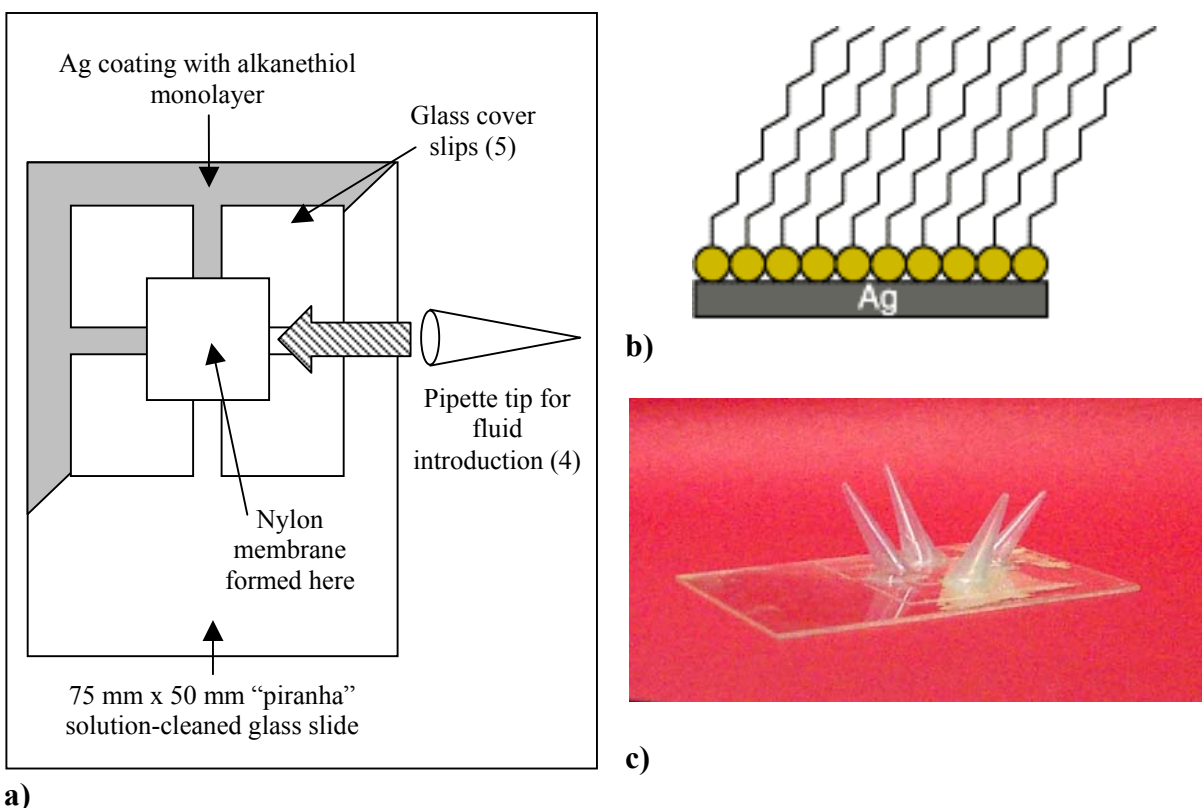 Ag coating with alkanethiol
monolayer
Glass cover
slips (5)
Pipette tip for
fluid
introduction (4)
Nylon
membrane
formed here
75 mm x 50 mm “piranha”
solution-cleaned glass slide
a)
Ag
b)
c)